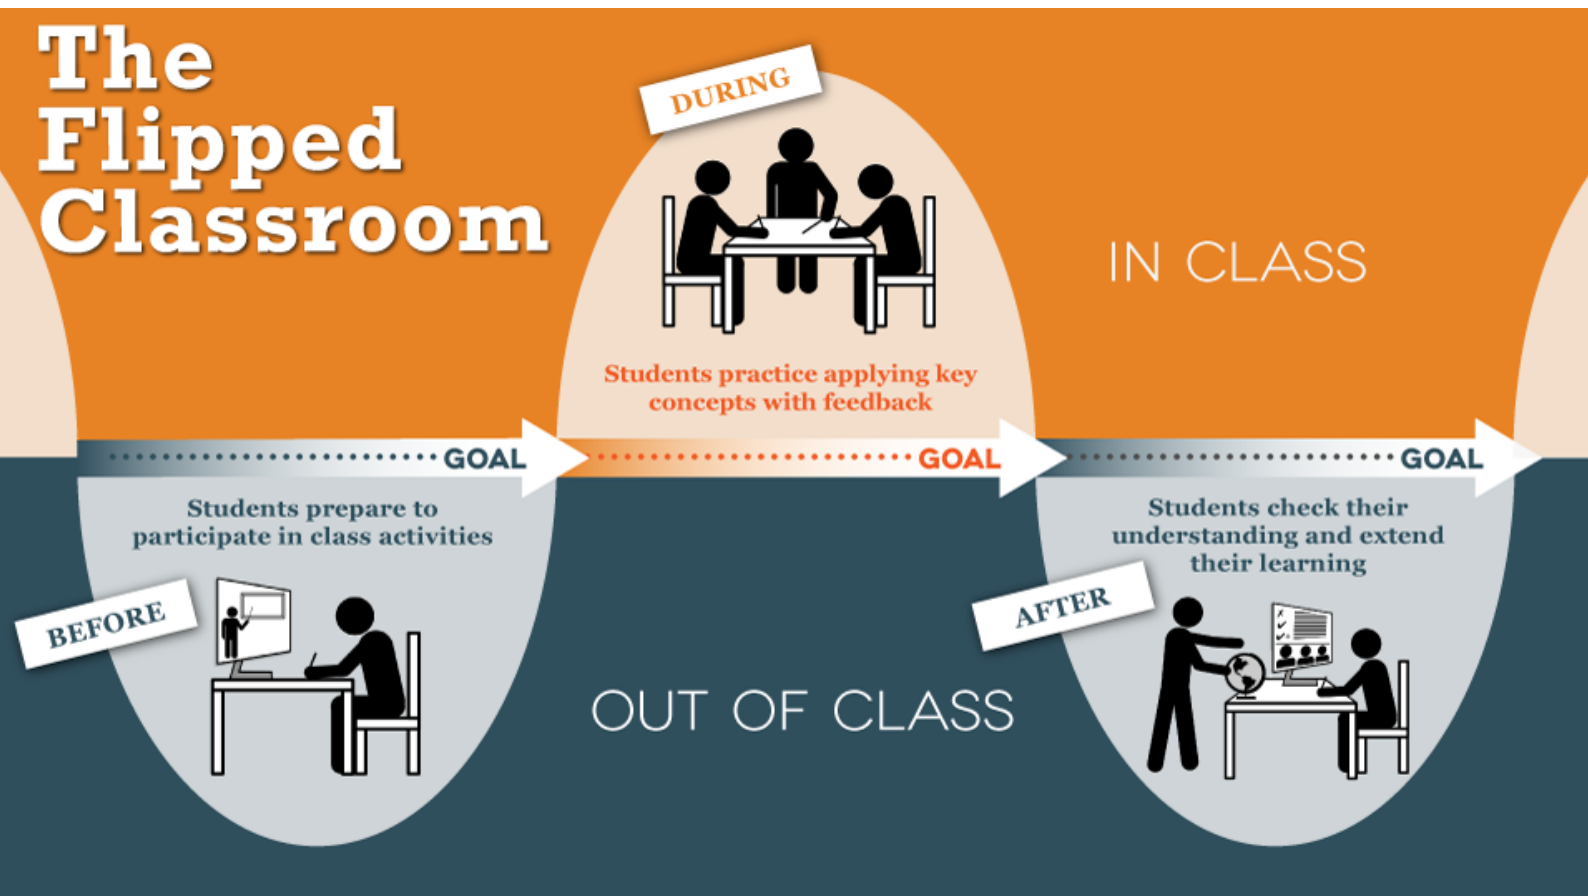 The
Flipped
Classroom
DURING
IN CLASS
Students practice applying key
concepts with feedback
GOAL
GOAL
GOAL
Students prepare to
participate in class activities
BEFORE
OUT OF CLASS
Students check their
understanding and extend
their learning
AFTER